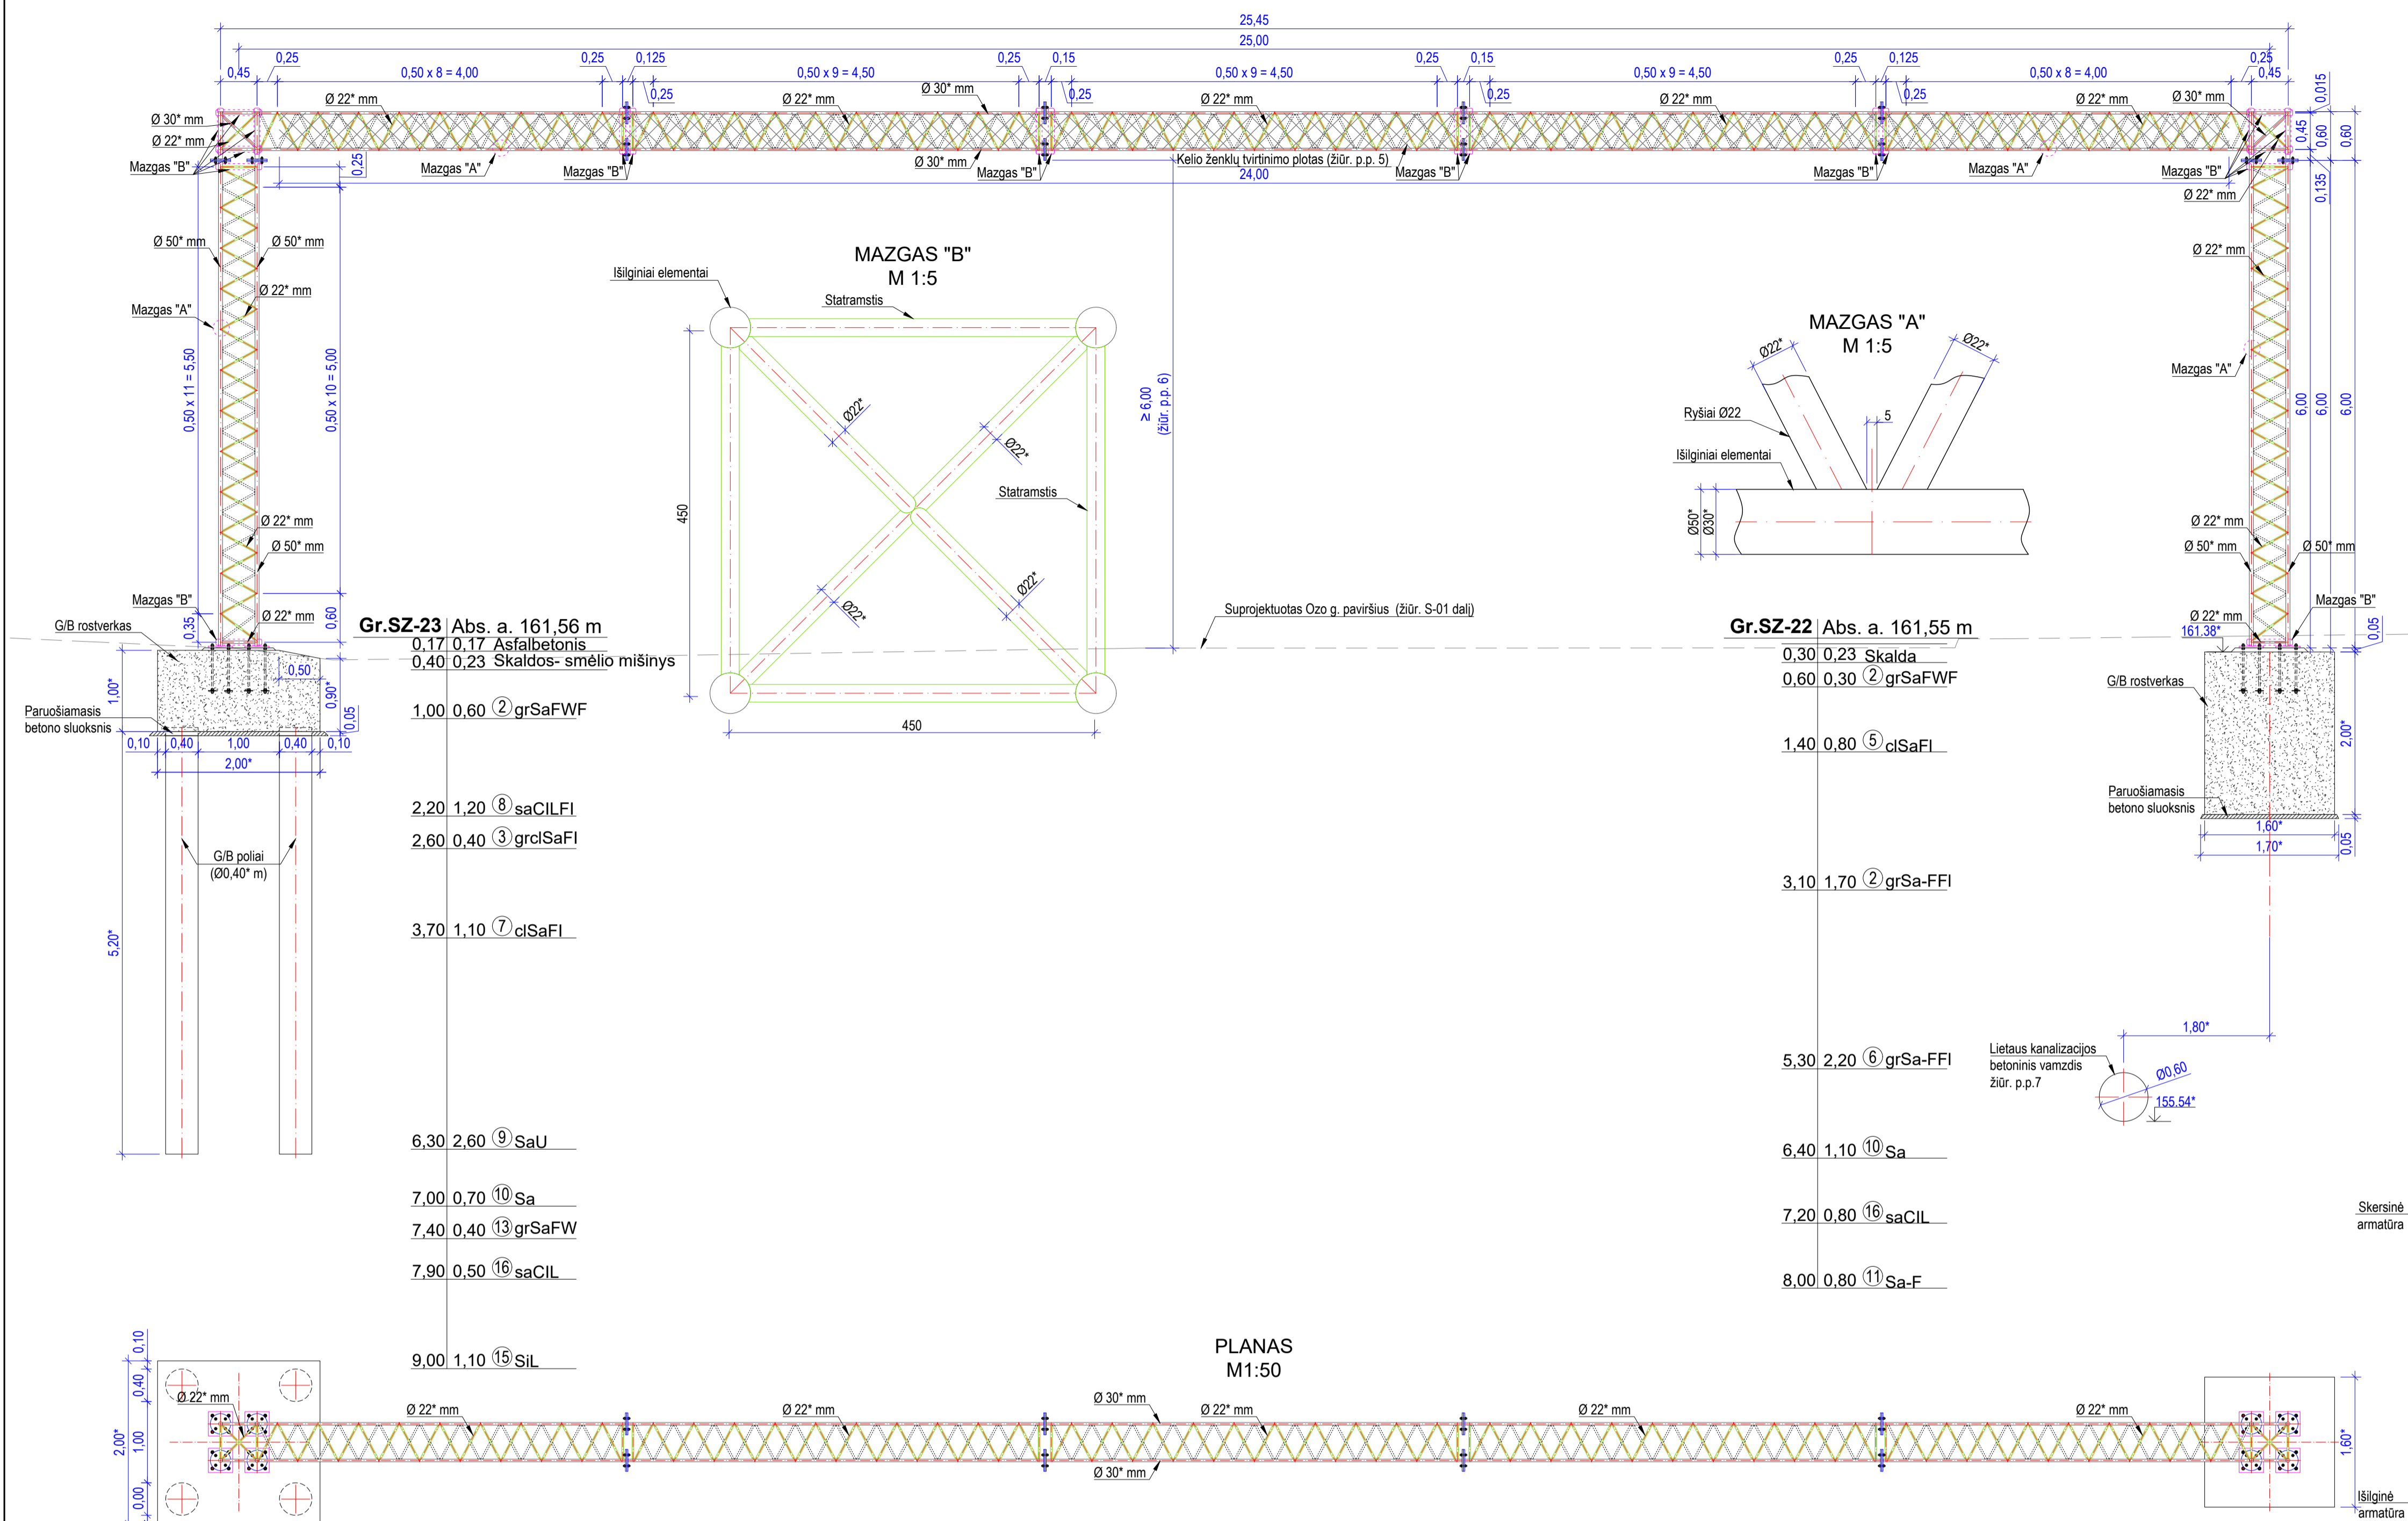 25,45
25,00
0,25
0,25
0,125
0,25
0,15
0,25
0,15
0,25
0,125
0,25
0,45
0,50 x 8 = 4,00
0,50 x 9 = 4,50
0,50 x 9 = 4,50
0,50 x 9 = 4,50
0,50 x 8 = 4,00
0,45
0,25
0,25
0,25
0,25
0,015
Ø 22* mm
Ø 22* mm
Ø 30* mm
Ø 22* mm
Ø 22* mm
Ø 22* mm
Ø 30* mm
Ø 30* mm
Ø 22* mm
Mazgas "B"
0,25
Mazgas "A"
Mazgas "B"
Ø 30* mm
Mazgas "B"
Kelio ženklų tvirtinimo plotas (žiūr. p.p. 5)
24,00
Mazgas "B"
Mazgas "B"
Mazgas "A"
Mazgas "B"
Ø 22* mm
0,45
0,60
0,60
0,135
Ø 50* mm
Ø 50* mm
Ø 22* mm
Mazgas "A"
0,50 x 11 = 5,50
0,50 x 10 = 5,00
Ø 22* mm
Ø 50* mm
Mazgas "B"
Ø 22* mm
0,35
0,60
MAZGAS "B"
M 1:5
Išilginiai elementai
Statramstis
Ø22*
Ø22*
Statramstis
450
Ø22*
Ø22*
450
≥ 6,00
(žiūr. p.p. 6)
MAZGAS "A"
M 1:5
Ø22*
Ø22*
Ryšiai Ø22
5
Išilginiai elementai
Ø50*
Ø30*
Ø 22* mm
Mazgas "A"
6,00
6,00
6,00
Ø 22* mm
Ø 50* mm
Ø 50* mm
Mazgas "B"
Ø 22* mm
161.38*
0,05
Suprojektuotas Ozo g. paviršius (žiūr. S-01 dalį)
G/B rostverkas
1,00*
0,50
0,90*
0,05
Paruošiamasis
betono sluoksnis
0,10
0,40
1,00
0,40
0,10
2,00*
G/B poliai
(Ø0,40* m)
5,20*
Gr.SZ-23 Abs. a. 161,56 m
0,17 0,17 Asfalbetonis
0,40 0,23 Skaldos- smėlio mišinys
1,00 0,60 2 grSaFWF
2,20 1,20 8 saClLFI
2,60 0,40 3 grclSaFI
3,70 1,10 7 clSaFI
6,30 2,60 9 SaU
7,00 0,70 10 Sa
7,40 0,40 13 grSaFW
7,90 0,50 16 saClL
9,00 1,10 15 SiL
Gr.SZ-22 Abs. a. 161,55 m
0,30 0,23 Skalda
0,60 0,30 2 grSaFWF
1,40 0,80 5 clSaFI
3,10 1,70 2 grSa-FFI
5,30 2,20 6 grSa-FFI
6,40 1,10 10 Sa
7,20 0,80 16 saClL
8,00 0,80 11 Sa-F
G/B rostverkas
2,00*
Paruošiamasis
betono sluoksnis
1,60*
1,70*
0,05
1,80*
Lietaus kanalizacijos
betoninis vamzdis
žiūr. p.p.7
Ø0,60
155.54*
Skersinė
armatūra
PLANAS
M1:50
0,10
0,40
2,00*
1,00
0,00
Ø 22* mm
Ø 22* mm
Ø 22* mm
Ø 30* mm
Ø 22* mm
Ø 30* mm
Ø 22* mm
Ø 22* mm
1,60*
Išilginė
armatūra